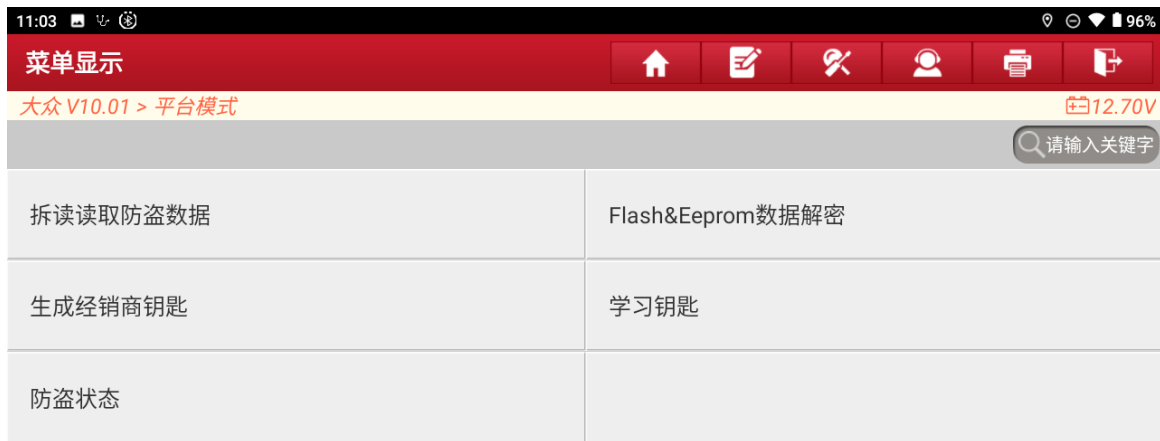 11:03 96%
菜单显示
大众 V10.01 > 平台模式 12.70V
请输入关键字
拆读读取防盗数据 Flash&Eeprom数据解密
生成经销商钥匙 学习钥匙
防盗状态